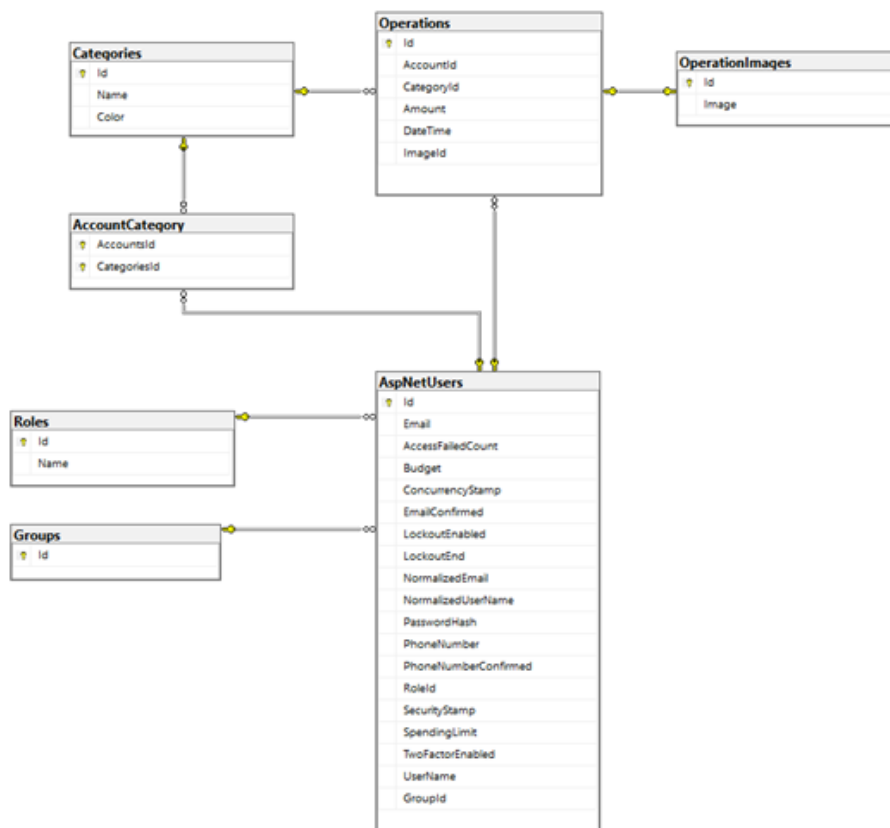 Operations
Id
AccountId
CategoryId
Amount
DateTime
ImageId
Categories
Id
Name
Color
OperationImages
Id
Image
AccountCategory
AccountsId
CategoriesId
AspNetUsers
Id
Email
AccessFailedCount
Budget
ConcurrencyStamp
EmailConfirmed
LockoutEnabled
LockoutEnd
NormalizedEmail
NormalizedUserName
PasswordHash
PhoneNumber
PhoneNumberConfirmed
RoleId
SecurityStamp
SpendingLimit
TwoFactorEnabled
UserName
GroupId
Roles
Id
Name
Groups
Id